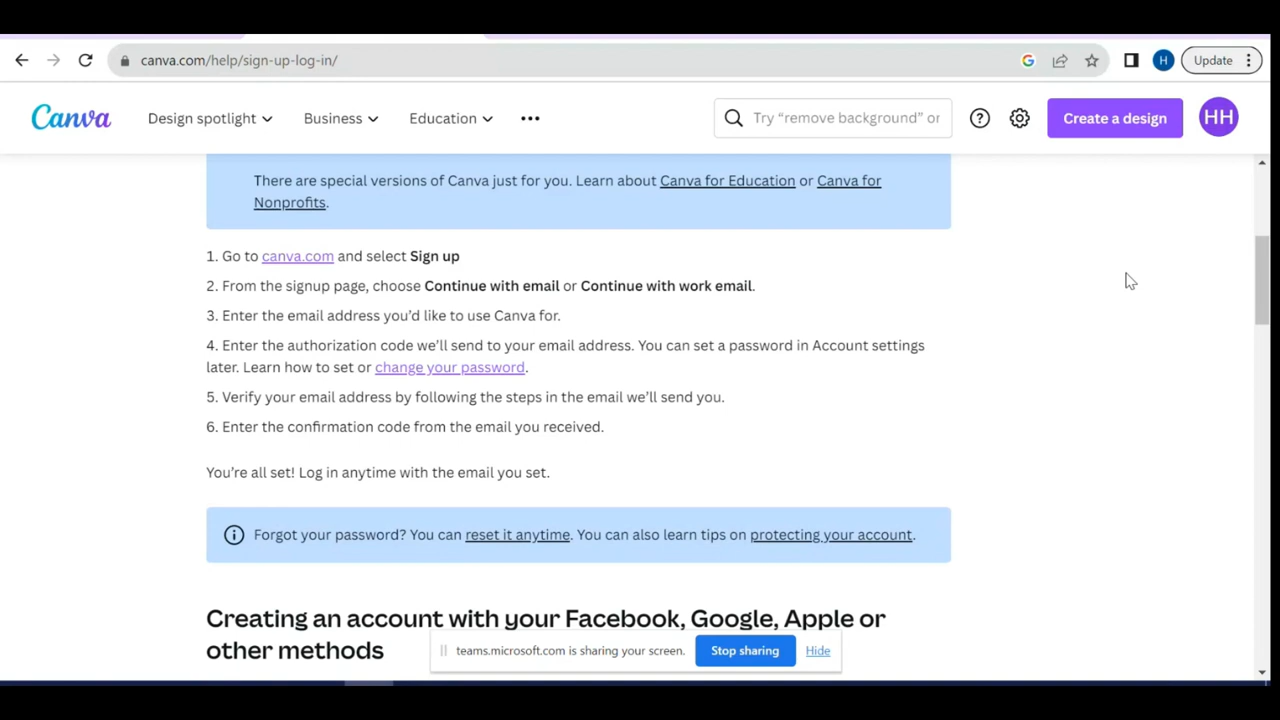 canva.com/help/sign-up-log-in/
H
Update
Canva
Design spotlight
Business
Education
Try “remove background” or
Create a design
HH
There are special versions of Canva just for you. Learn about Canva for Education or Canva for
Nonprofits.
1. Go to canva.com and select Sign up
2. From the signup page, choose Continue with email or Continue with work email.
3. Enter the email address you’d like to use Canva for.
4. Enter the authorization code we’ll send to your email address. You can set a password in Account settings
later. Learn how to set or change your password.
5. Verify your email address by following the steps in the email we’ll send you.
6. Enter the confirmation code from the email you received.
You’re all set! Log in anytime with the email you set.
Forgot your password? You can reset it anytime. You can also learn tips on protecting your account.
Creating an account with your Facebook, Google, Apple or
other methods
teams.microsoft.com is sharing your screen.
Stop sharing
Hide